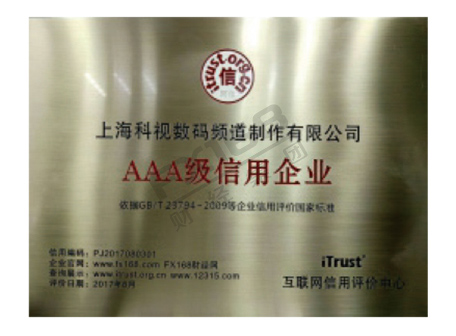 itrust.org.cn
信
上海科视数码频道制作有限公司
AAA级信用企业
依据GB/T 23794-2009等企业信用评价国家标准
信用编码：PJ2017080301
企业官网：www.fx168.com FX168财经网
查询展示：www.itrust.org.cn www.12315.com
评价日期：2017年8月
iTrust
互联网信用评价中心